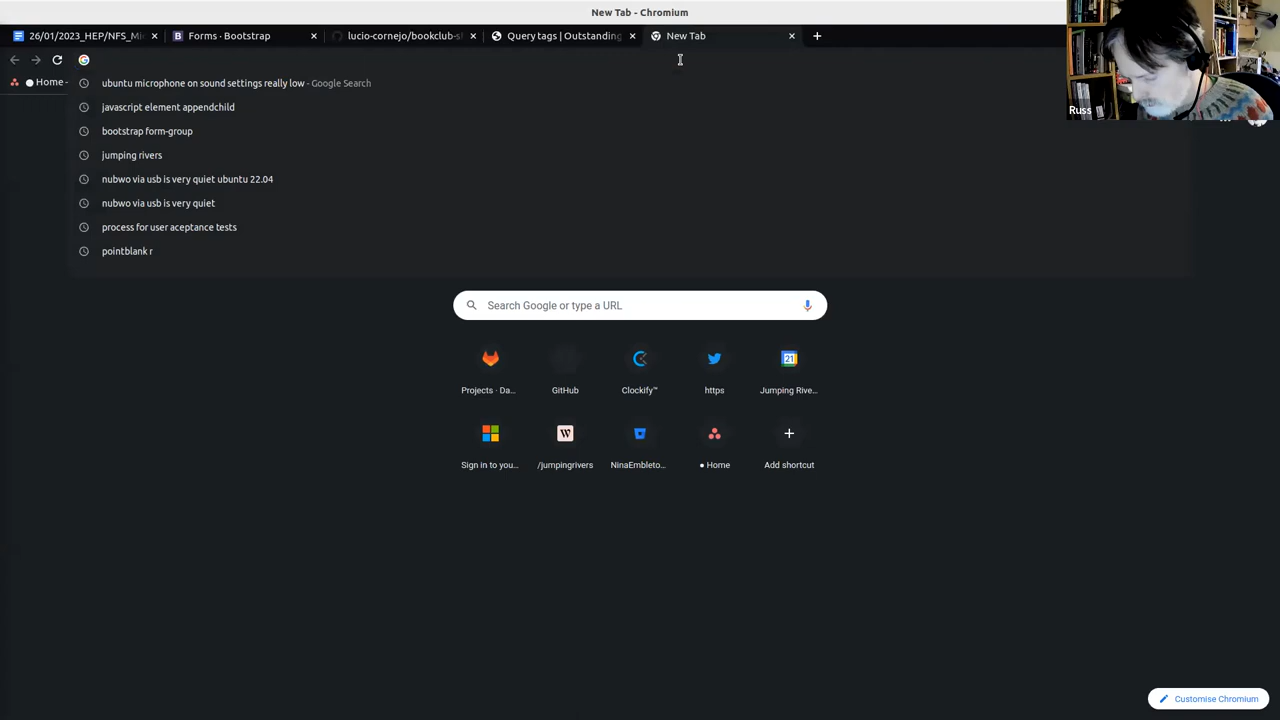 New Tab - Chromium
26/01/2023_HEP/NFS_Mi
Forms · Bootstrap
lucio-cornejo/bookclub-s
Query tags | Outstanding
New Tab
Home -
ubuntu microphone on sound settings really low - Google Search
javascript element appendchild
bootstrap form-group
jumping rivers
nubwo via usb is very quiet ubuntu 22.04
nubwo via usb is very quiet
process for user aceptance tests
pointblank r
Russ
Search Google or type a URL
21
Projects · Da...
GitHub
Clockify™
https
Jumping Rive...
W
Sign in to you...
/jumpingrivers
NinaEmbleto...
Home
Add shortcut
Customise Chromium